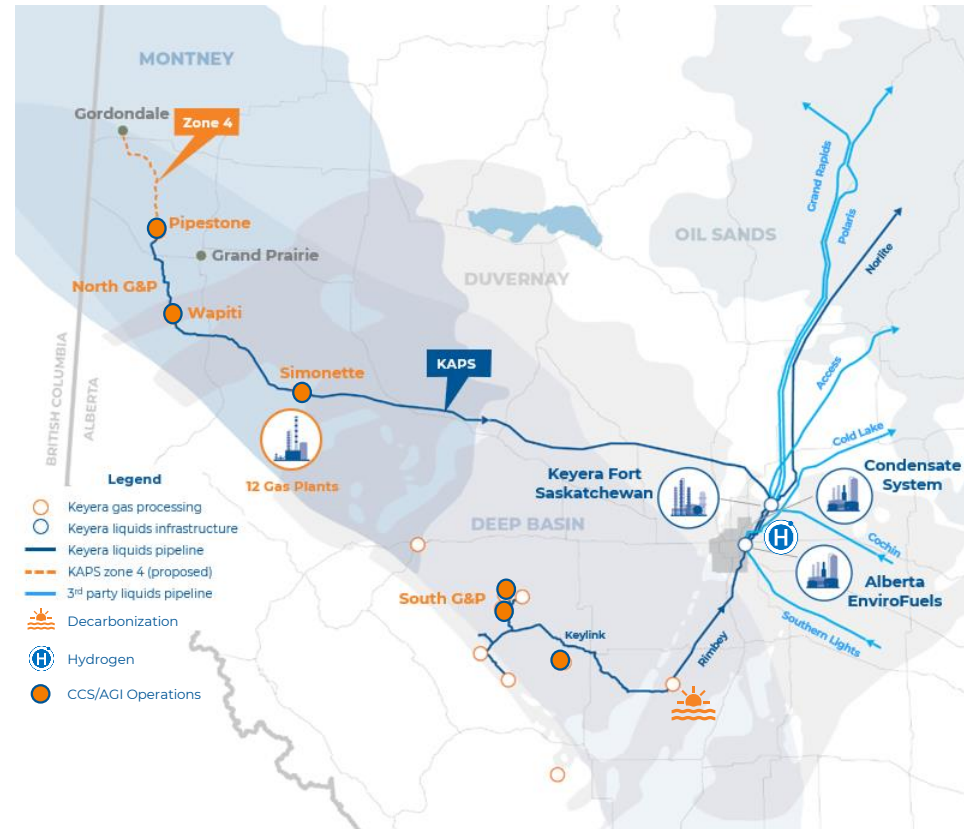 MONTNEY
Gordondale
Zone 4
Pipestone
Grand Prairie
North G&P
Wapiti
Simonette
12 Gas Plants
KAPS
DUVERNAY
OIL SANDS
Grand Rapids
Polaris
Norlite
Access
Cold Lake
BRITISH COLUMBIA
ALBERTA
Keyera Fort
Saskatchewan
Condensate
System
H
Cochin
Alberta
EnviroFuels
Southern Lights
DEEP BASIN
South G&P
Keylink
Rimbey
Legend
Keyera gas processing
Keyera liquids infrastructure
Keyera liquids pipeline
KAPS zone 4 (proposed)
3rd party liquids pipeline
Decarbonization
H
Hydrogen
CCS/AGI Operations